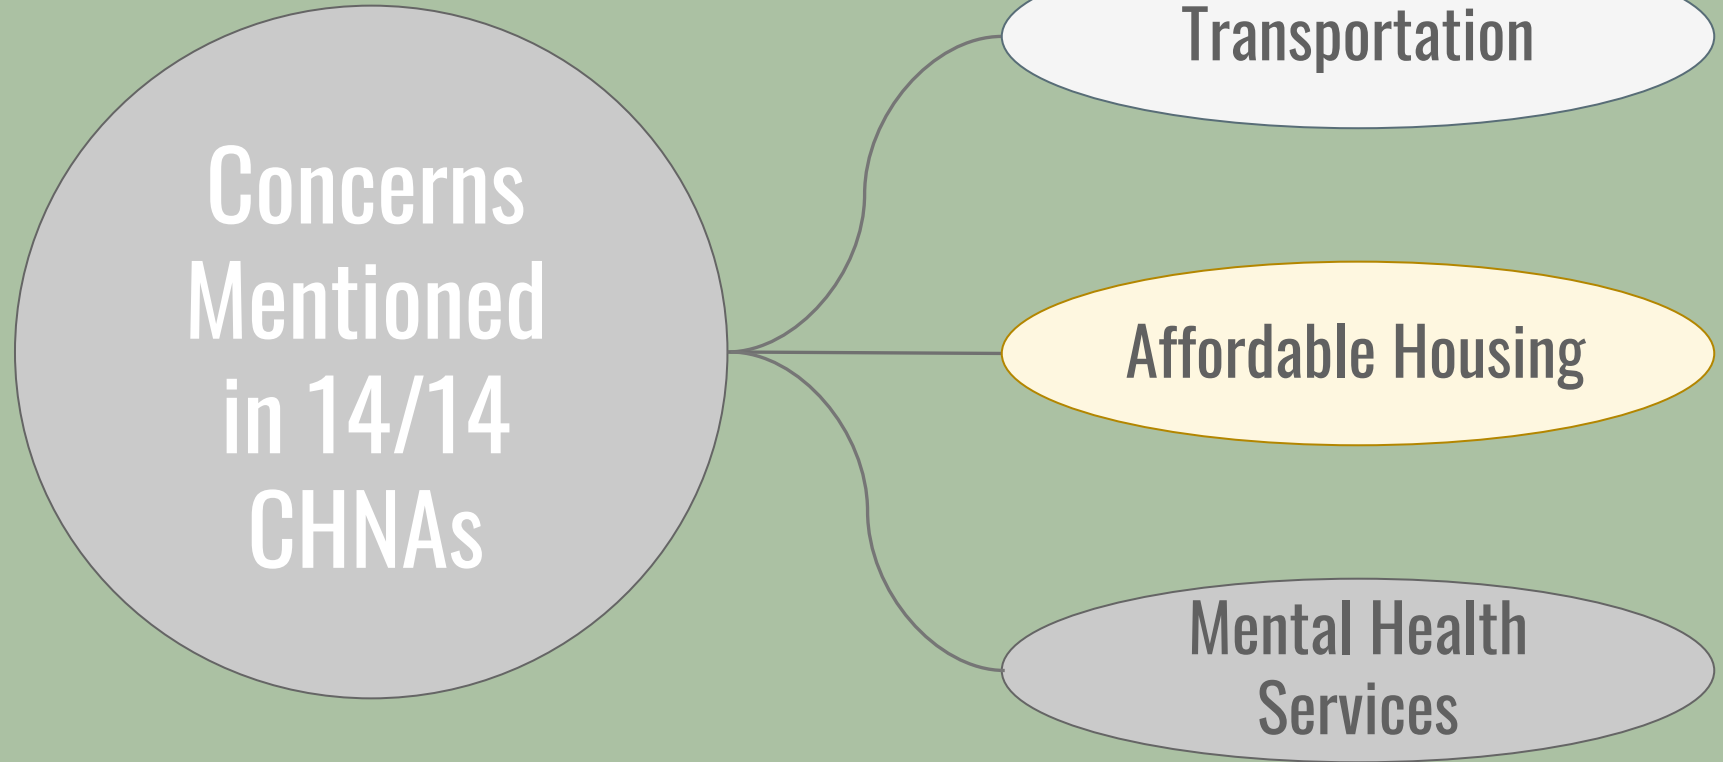 Concerns
Mentioned
in 14/14
CHNAs
Transportation
Affordable Housing
Mental Health
Services